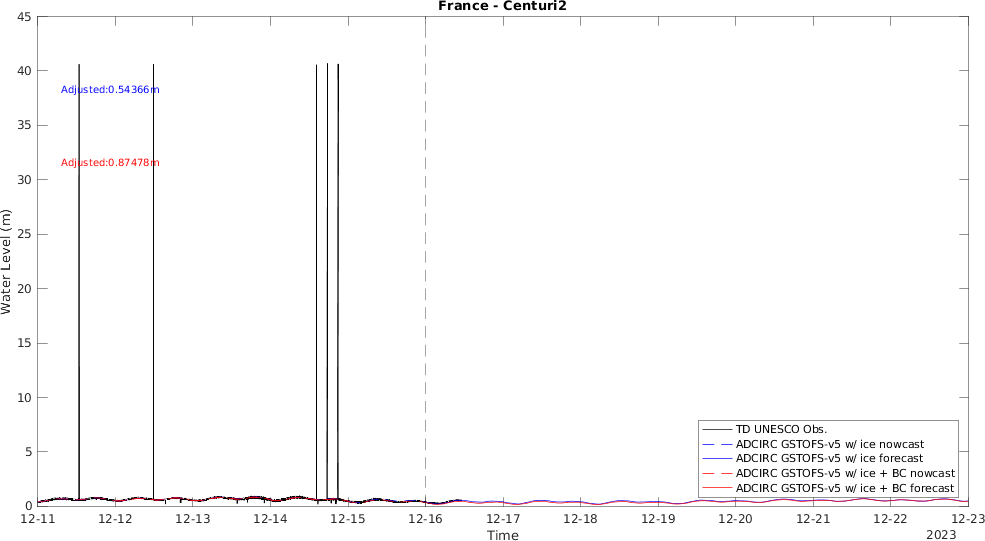 France - Centuri2
45
40
35
30
25
20
15
10
5
0
Water Level (m)
Adjusted:0.54366m
Adjusted:0.87478m
TD UNESCO Obs.
ADCIRC GSTOFS-v5 w/ ice nowcast
ADCIRC GSTOFS-v5 w/ ice forecast
ADCIRC GSTOFS-v5 w/ ice + BC nowcast
ADCIRC GSTOFS-v5 w/ ice + BC forecast
12-11 12-12 12-13 12-14 12-15 12-16 12-17 12-18 12-19 12-20 12-21 12-22 12-23
Time
2023